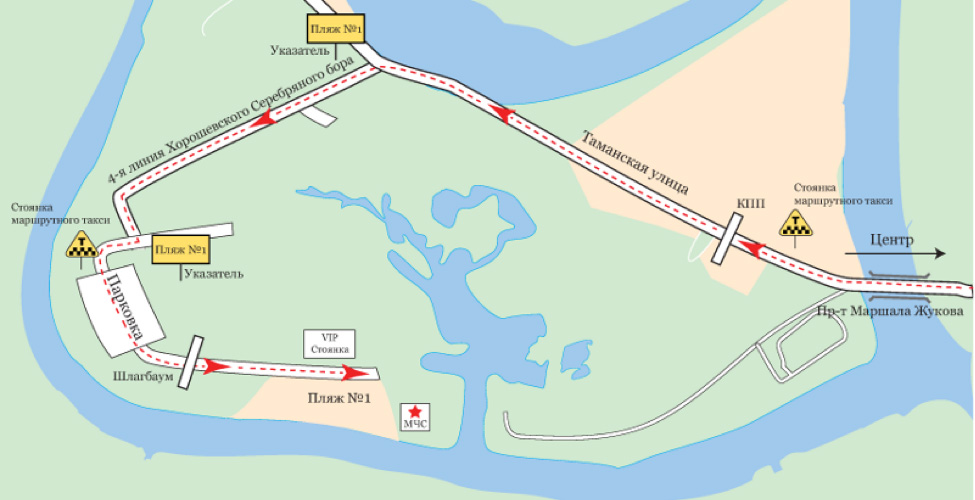 Пляж №1
Указатель
4-я линия Хорошевского Серебряного бора
Таманская улица
Стоянка
маршрутного такси
КПП
Стоянка
маршрутного такси
Т
Т
Центр
Пляж №1
Указатель
Парковка
Пр-т Маршала Жукова
VIP
Стоянка
Шлагбаум
Пляж №1
МЧС